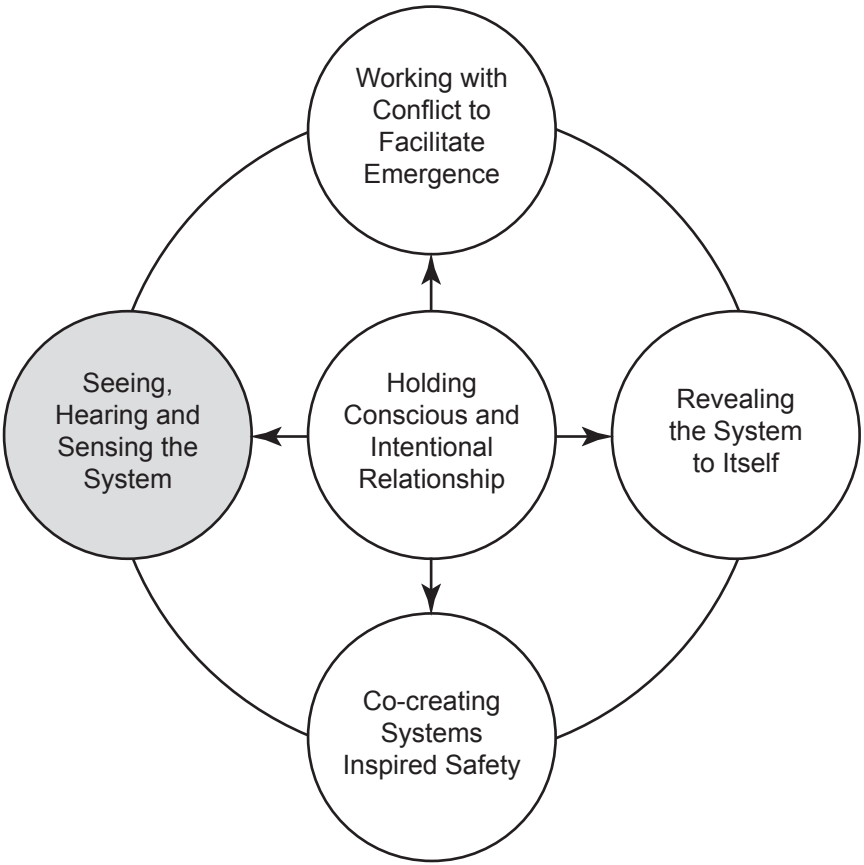 Working with
Conflict to
Facilitate
Emergence
Seeing,
Hearing and
Sensing the
System
Holding
Conscious and
Intentional
Relationship
Revealing
the System
to Itself
Co-creating
Systems
Inspired Safety